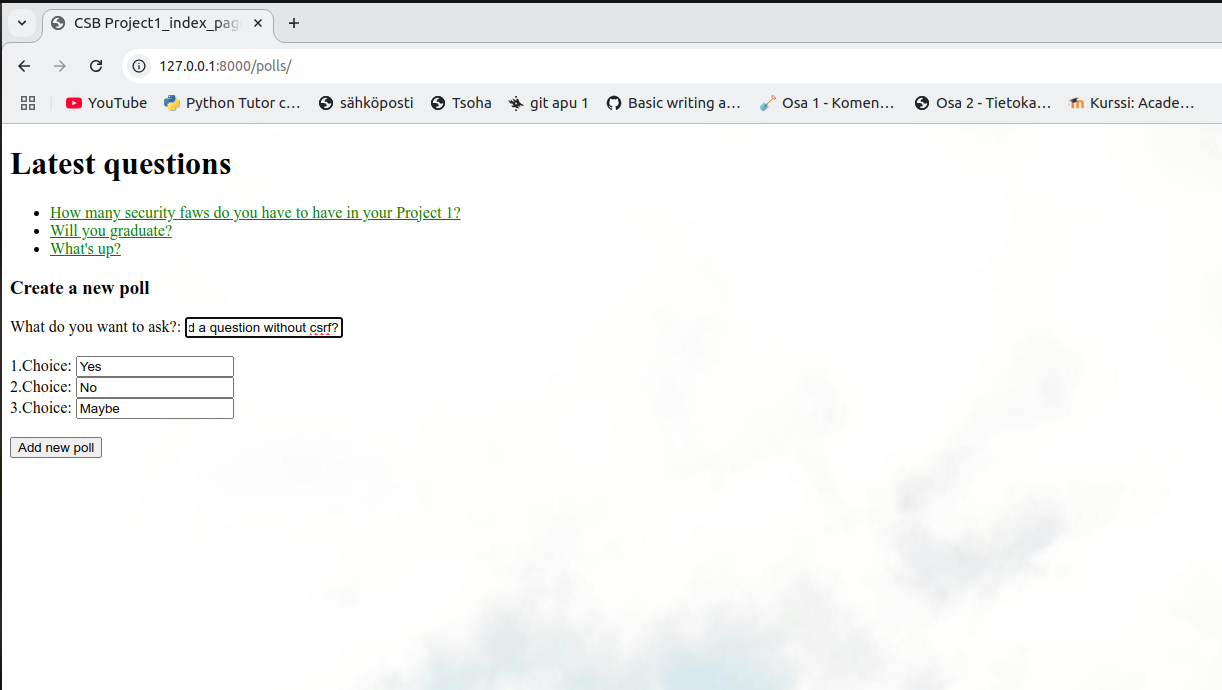 CSB Project1_index_pag
127.0.0.1:8000/polls/
YouTube Python Tutor c... sähköposti Tsoha git apu 1 Basic writing a... Osa 1 - Komen... Osa 2 - Tietoka... Kurssi: Acade...
Latest questions
How many security faws do you have to have in your Project 1?
Will you graduate?
What's up?
Create a new poll
What do you want to ask?: d a question without csrf?
1.Choice: Yes
2.Choice: No
3.Choice: Maybe
Add new poll